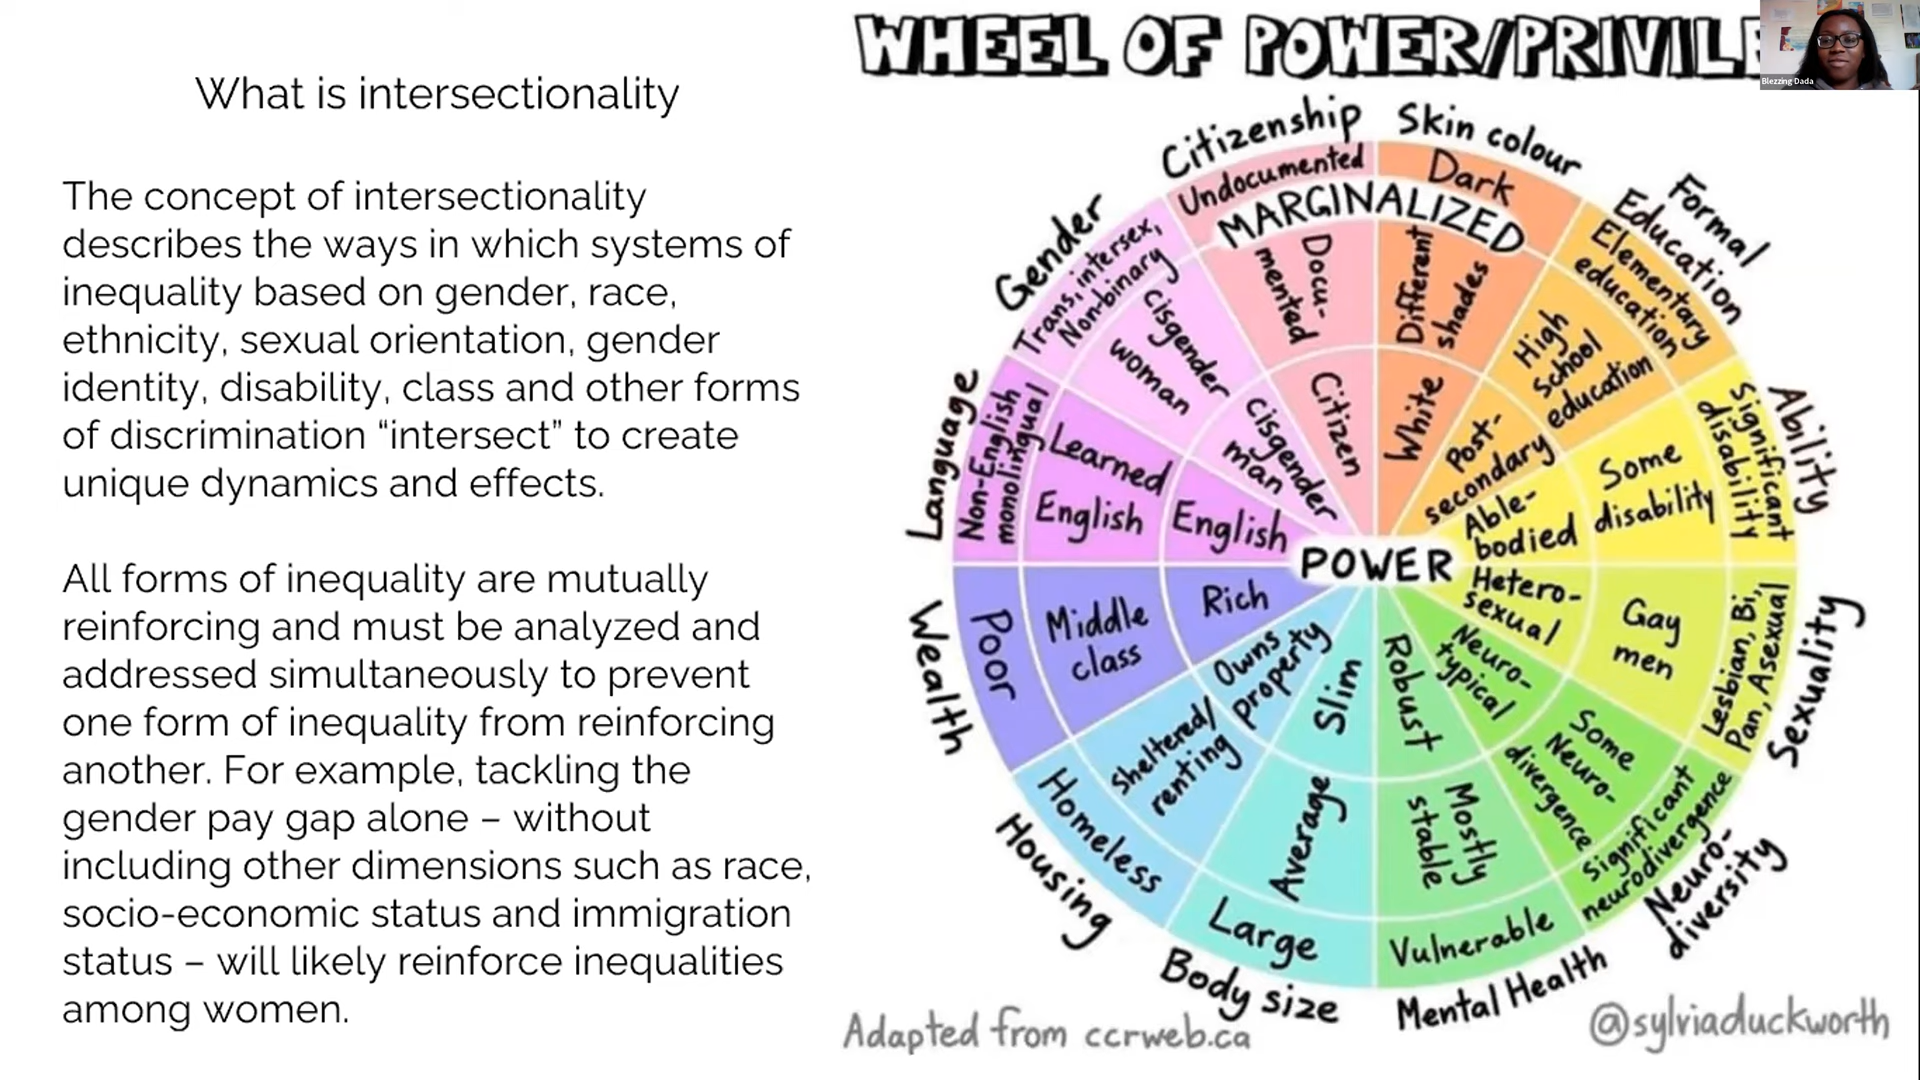 What is intersectionality
The concept of intersectionality
describes the ways in which systems of
inequality based on gender, race,
ethnicity, sexual orientation, gender
identity, disability, class and other forms
of discrimination “intersect” to create
unique dynamics and effects.
All forms of inequality are mutually
reinforcing and must be analyzed and
addressed simultaneously to prevent
one form of inequality from reinforcing
another. For example, tackling the
gender pay gap alone – without
including other dimensions such as race,
socio-economic status and immigration
status – will likely reinforce inequalities
among women.
WHEEL OF POWER/PRIVILE
Blezzing Dada
Citizenship
Undocumented
Docu-
mented
Citizen
Skin colour
Dark
Different
shades
White
Formal
Education
Elementary
education
High
School
education
Post-
secondary
Ability
Significant
disability
Some
disability
Able-
bodied
Sexuality
Lesbian, Bi,
Pan, Asexual
Gay
men
Hetero-
sexual
Neuro-
diversity
Significant
neurodivergence
Some
Neuro-
divergence
Neuro-
typical
Mental Health
Vulnerable
Mostly
stable
Robust
Body size
Large
Average
Slim
Housing
Homeless
Sheltered/
renting
Owns
property
Wealth
Poor
Middle
class
Rich
Language
Non-English
monolingual
Learned
English
English
Gender
Trans, intersex,
Non-binary
cisgender
woman
cisgender
man
MARGINALIZED
POWER
Adapted from ccrweb.ca
@sylviaduckworth